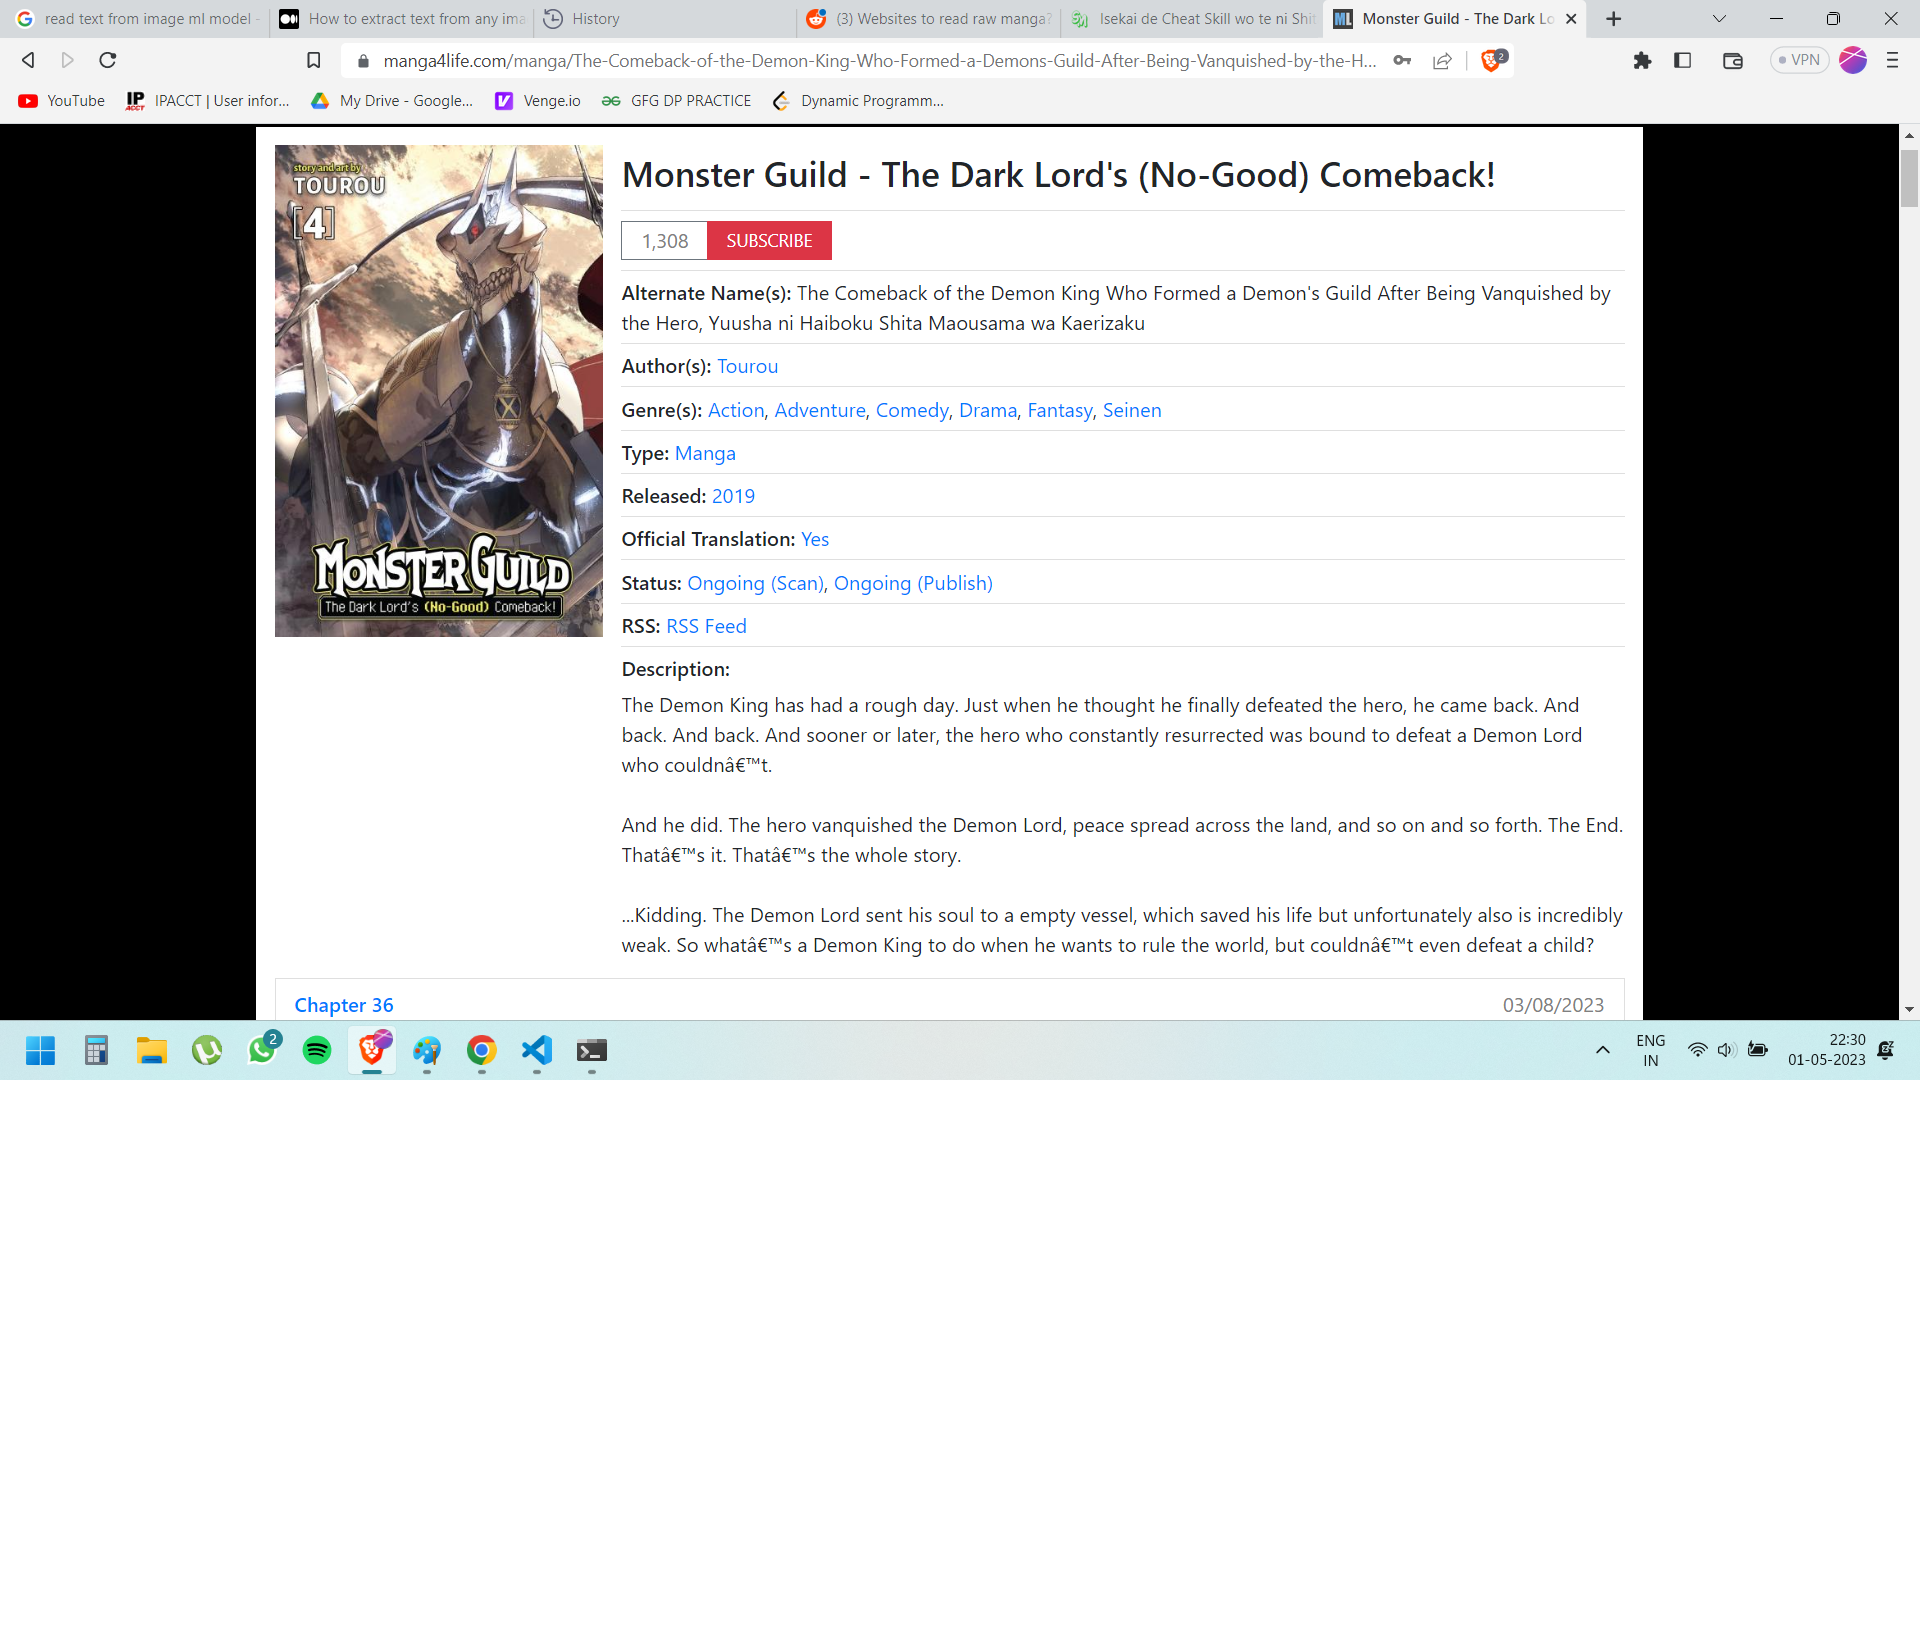 read text from image ml model -
How to extract text from any ima
History
(3) Websites to read raw manga?
Isekai de Cheat Skill wo te ni Shit
ML
Monster Guild - The Dark Lo
manga4life.com/manga/The-Comeback-of-the-Demon-King-Who-Formed-a-Demons-Guild-After-Being-Vanquished-by-the-H...
2
VPN
YouTube
IP ACCT
IPACCT | User infor...
My Drive - Google...
Venge.io
GFG DP PRACTICE
Dynamic Programm...
story and art by
TOUROU
[4]
MONSTER GUILD
The Dark Lord's (No-Good) Comeback!
Monster Guild - The Dark Lord's (No-Good) Comeback!
1,308 SUBSCRIBE
Alternate Name(s): The Comeback of the Demon King Who Formed a Demon's Guild After Being Vanquished by
the Hero, Yuusha ni Haiboku Shita Maousama wa Kaerizaku
Author(s): Tourou
Genre(s): Action, Adventure, Comedy, Drama, Fantasy, Seinen
Type: Manga
Released: 2019
Official Translation: Yes
Status: Ongoing (Scan), Ongoing (Publish)
RSS: RSS Feed
Description:
The Demon King has had a rough day. Just when he thought he finally defeated the hero, he came back. And
back. And back. And sooner or later, the hero who constantly resurrected was bound to defeat a Demon Lord
who couldnâ€™t.
And he did. The hero vanquished the Demon Lord, peace spread across the land, and so on and so forth. The End.
Thatâ€™s it. Thatâ€™s the whole story.
...Kidding. The Demon Lord sent his soul to a empty vessel, which saved his life but unfortunately also is incredibly
weak. So whatâ€™s a Demon King to do when he wants to rule the world, but couldnâ€™t even defeat a child?
Chapter 36 03/08/2023
2
ENG
IN
22:30
01-05-2023